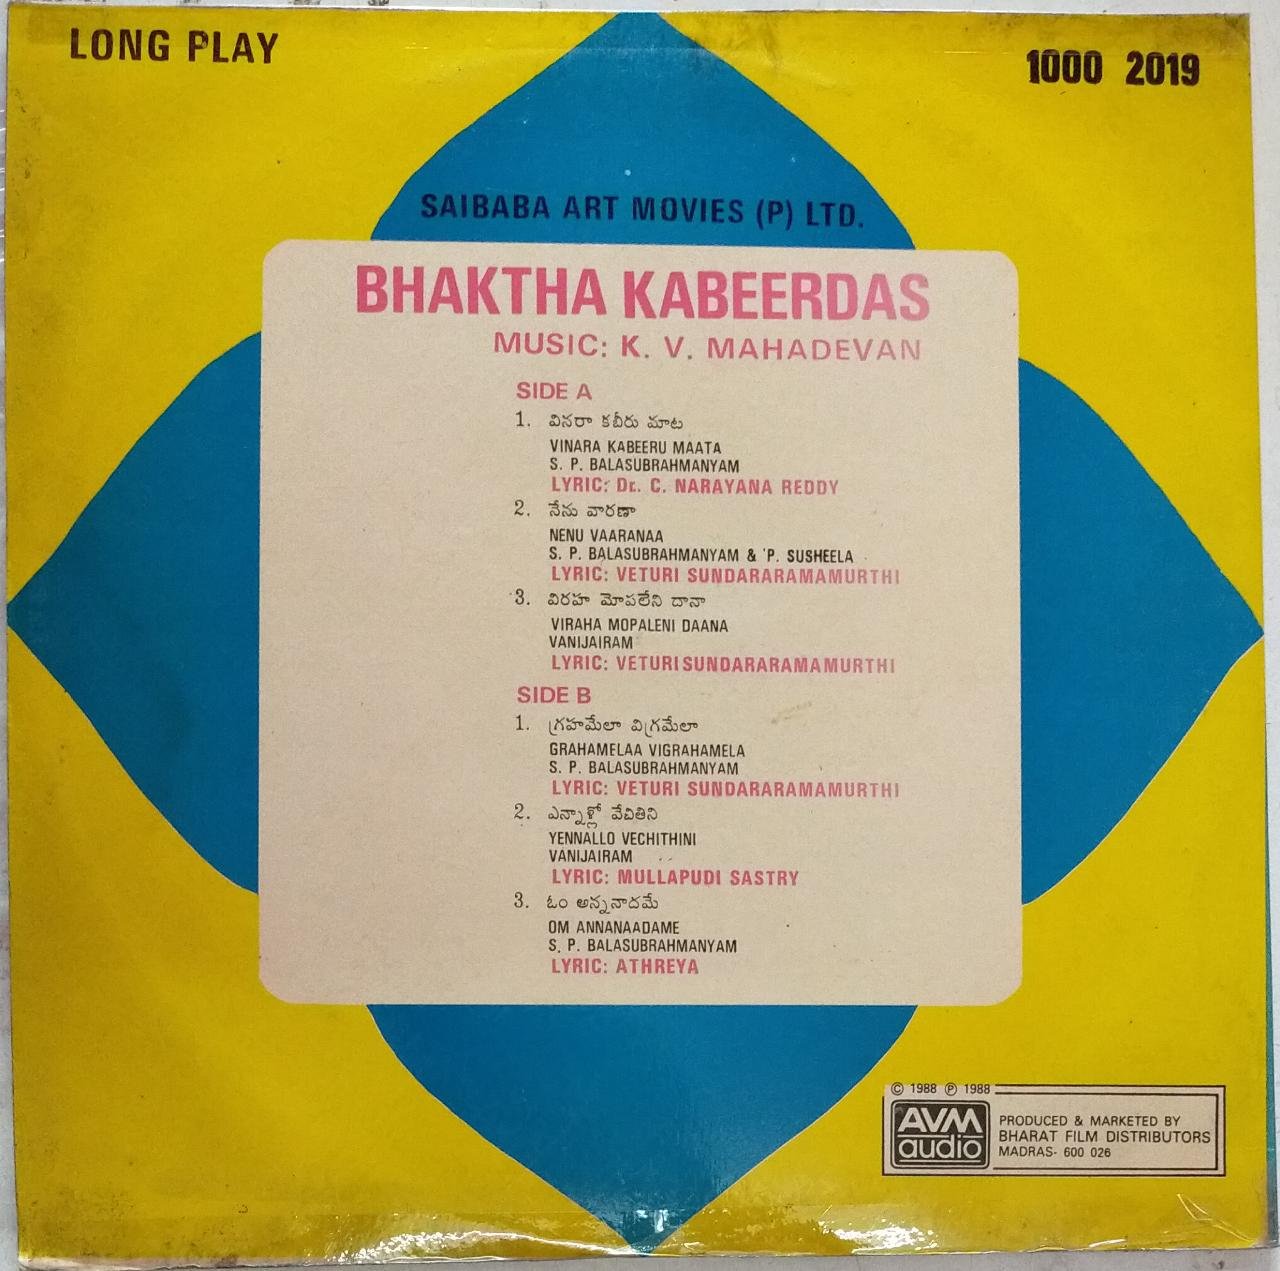 LONG PLAY
1000 2019
SAIBABA ART MOVIES (P) LTD.
BHAKTHA KABEERDAS
MUSIC: K. V. MAHADEVAN
SIDE A
1. వినరా కబీరు మాట
VINARA KABEERU MAATA
S. P. BALASUBRAHMANYAM
LYRIC: Dr. C. NARAYANA REDDY
2. నేను వారణా
NENU VAARANAA
S. P. BALASUBRAHMANYAM & P. SUSHEELA
LYRIC: VETURI SUNDARARAMAMURTHI
3. విరహ మోపలేని దానా
VIRAHA MOPALENI DAANA
VANIJAIRAM
LYRIC: VETURI SUNDARARAMAMURTHI
SIDE B
1. గ్రహమేలా విగ్రమేలా
GRAHAMELAA VIGRAHAMELA
S. P. BALASUBRAHMANYAM
LYRIC: VETURI SUNDARARAMAMURTHI
2. ఎన్నాళ్లో వేచితిని
YENNALLO VECHITHINI
VANIJAIRAM
LYRIC: MULLAPUDI SASTRY
3. ఓం అన్ననాదమే
OM ANNANAADAME
S. P. BALASUBRAHMANYAM
LYRIC: ATHREYA
© 1988 ℗ 1988
AVM audio
PRODUCED & MARKETED BY
BHARAT FILM DISTRIBUTORS
MADRAS- 600 026